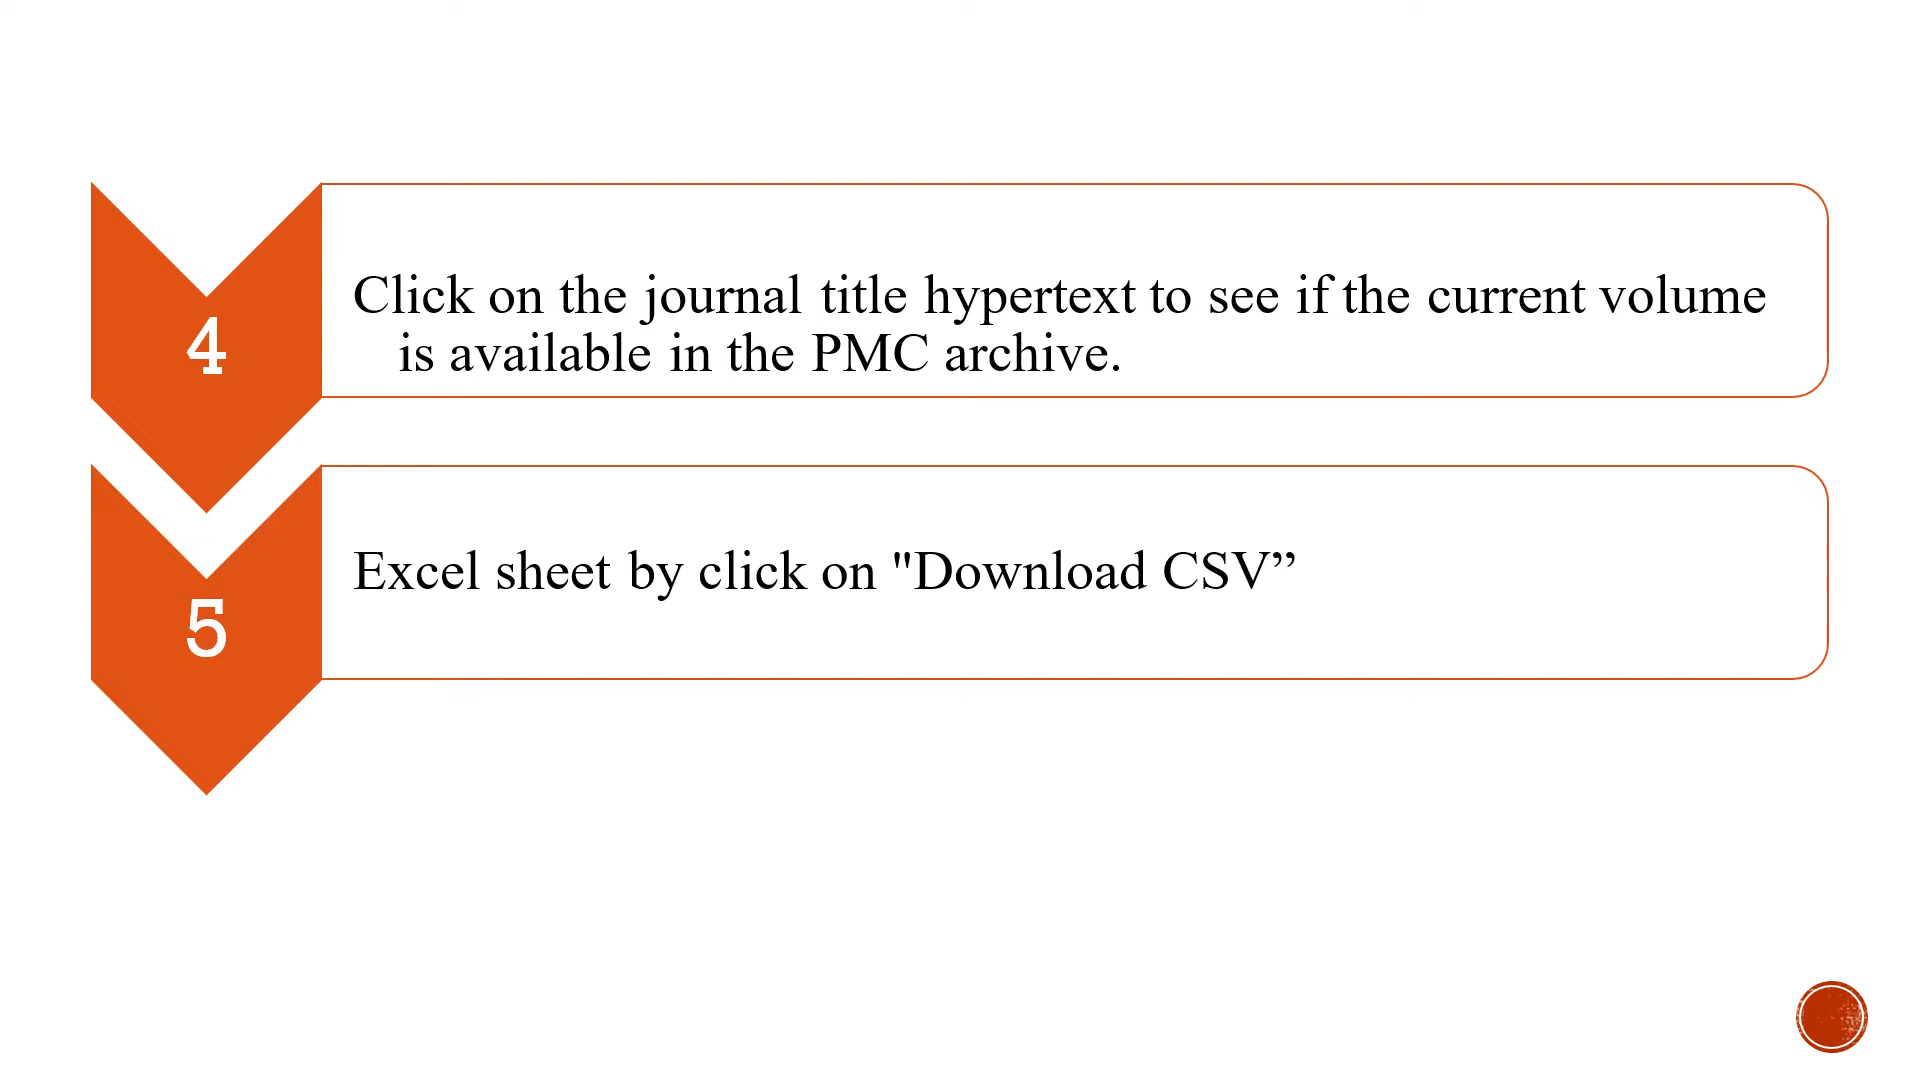 4
Click on the journal title hypertext to see if the current volume
is available in the PMC archive.
5
Excel sheet by click on "Download CSV”